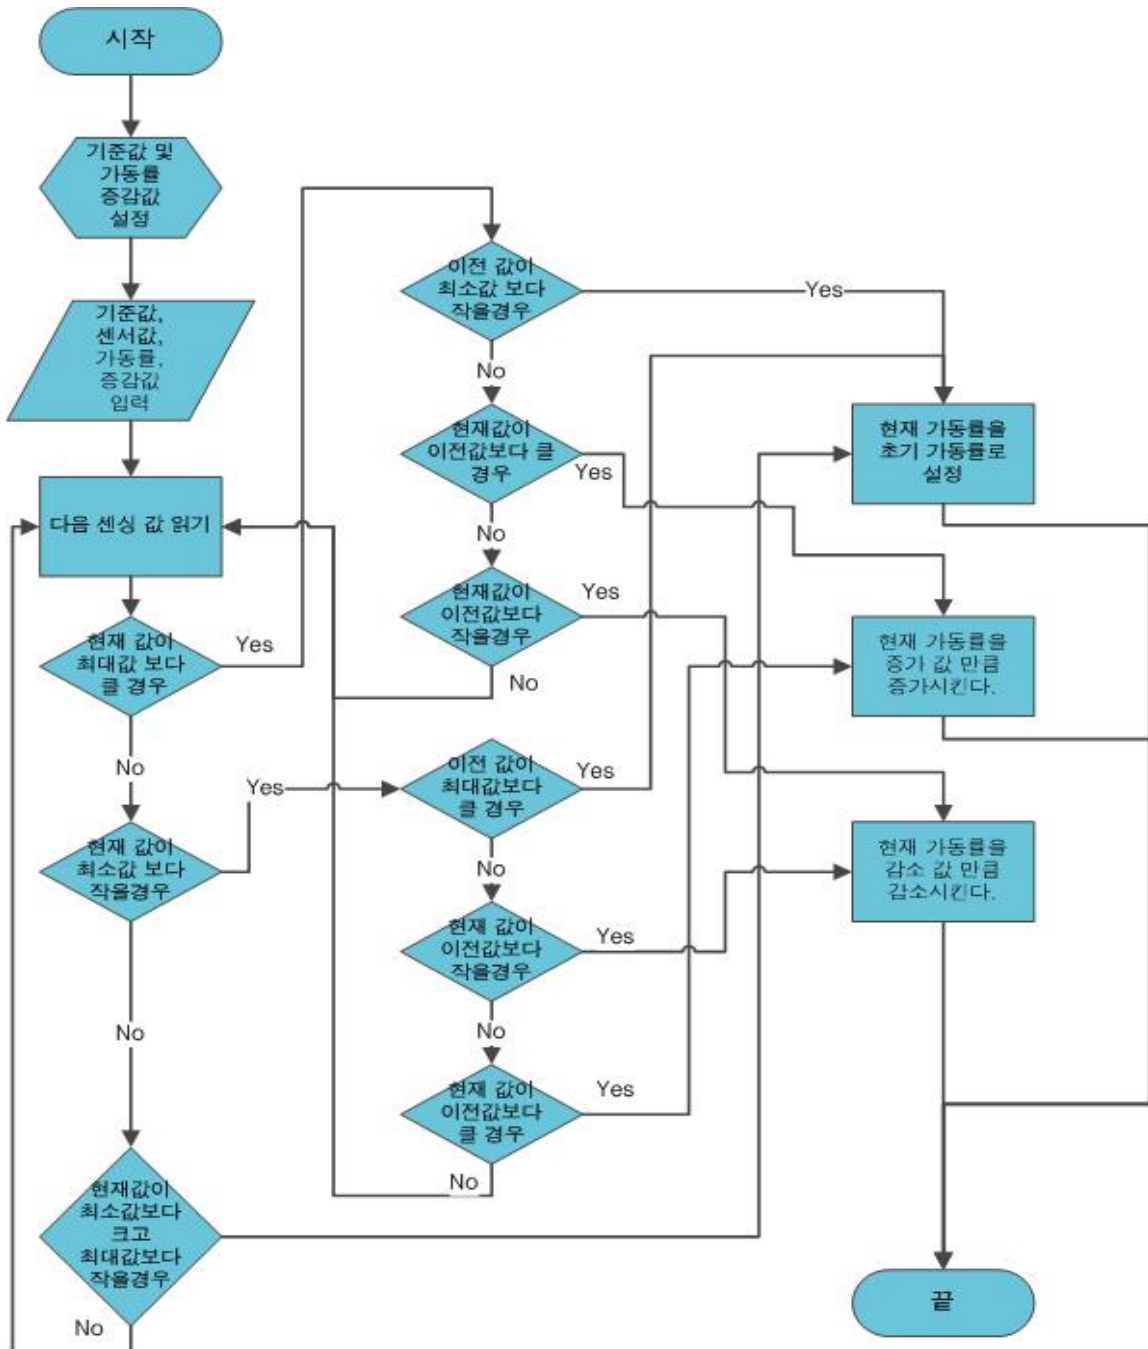 시작
기준값 및
가동률
증감값
설정
기준값,
센서값,
가동률,
증감값
입력
다음 센싱 값 읽기
현재 값이
최대값 보다
클 경우
Yes
No
현재 값이
최소값 보다
작을경우
Yes
No
현재값이
최소값보다
크고
최대값보다
작을경우
No
이전 값이
최소값 보다
작을경우
Yes
No
현재값이
이전값보다 클
경우
Yes
No
현재값이
이전값보다
작을경우
Yes
No
이전 값이
최대값보다
클 경우
Yes
No
현재 값이
이전값보다
작을경우
Yes
No
현재 값이
이전값보다
클 경우
Yes
No
현재 가동률을
초기 가동률로
설정
현재 가동률을
증가 값 만큼
증가시킨다.
현재 가동률을
감소 값 만큼
감소시킨다.
끝